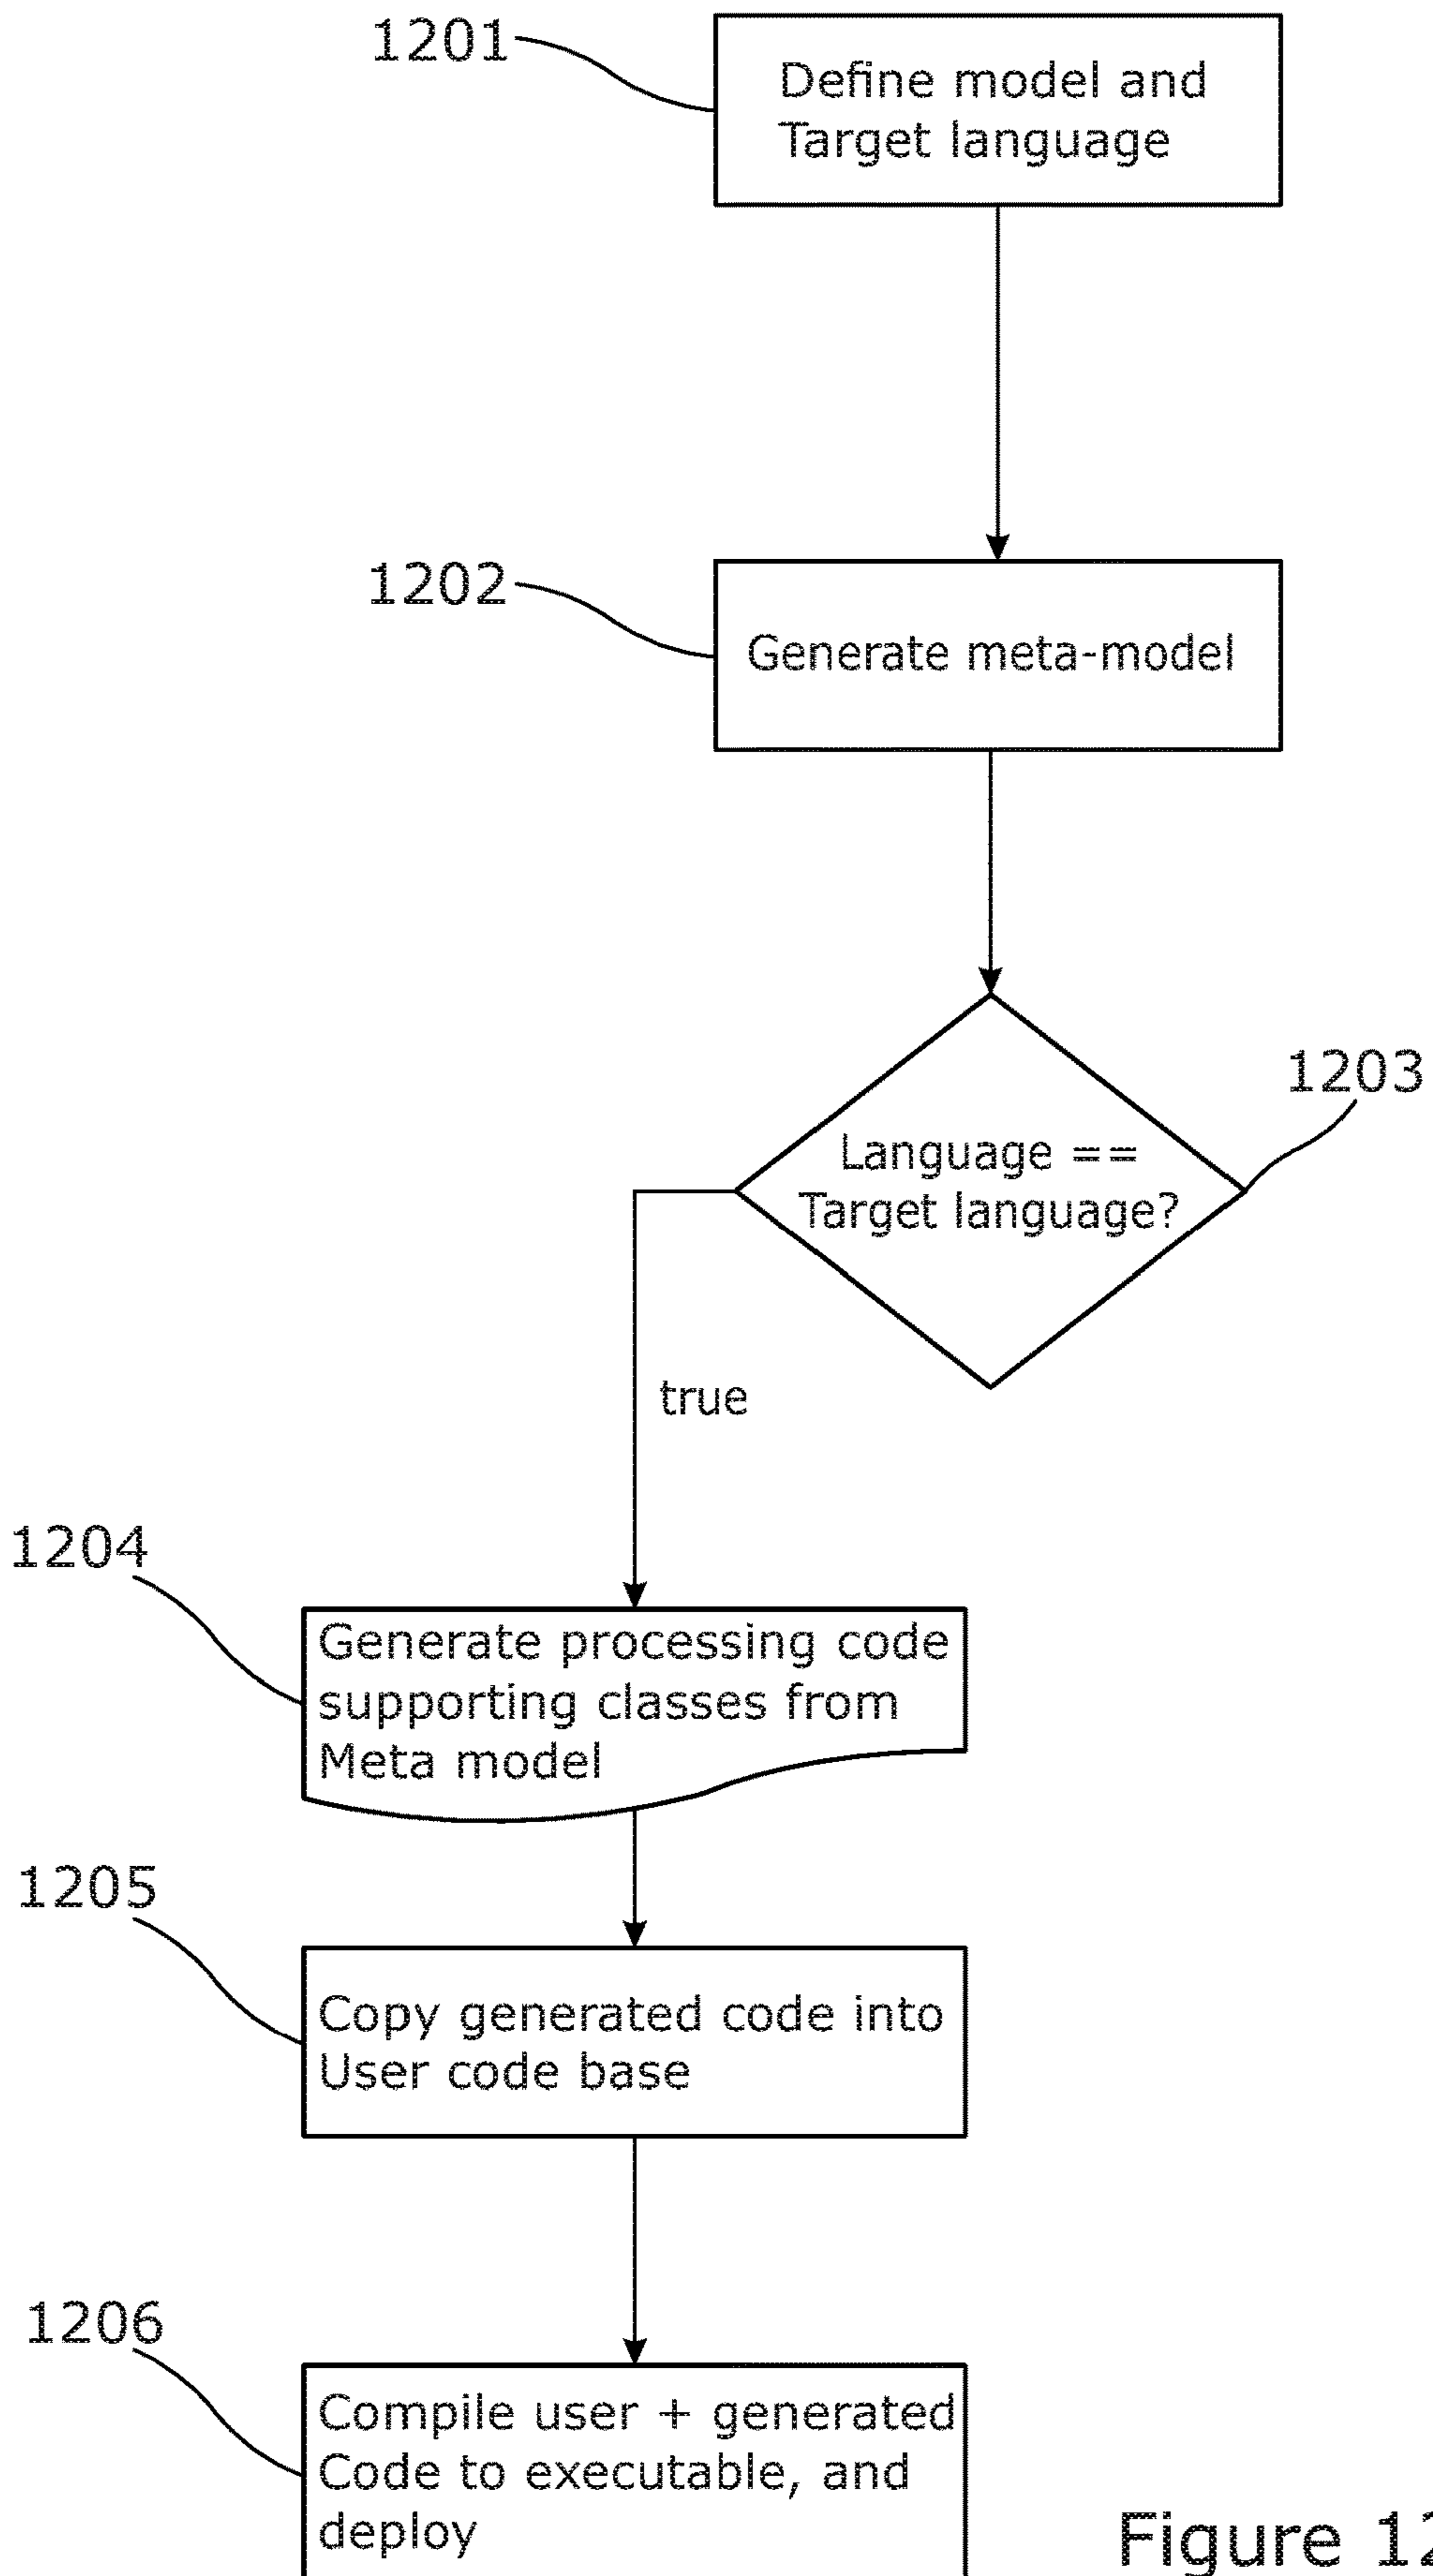 1201
Define model and
Target language
1202
Generate meta-model
1203
Language ==
Target language?
true
1204
Generate processing code
supporting classes from
Meta model
1205
Copy generated code into
User code base
1206
Compile user + generated
Code to executable, and
deploy
Figure 12